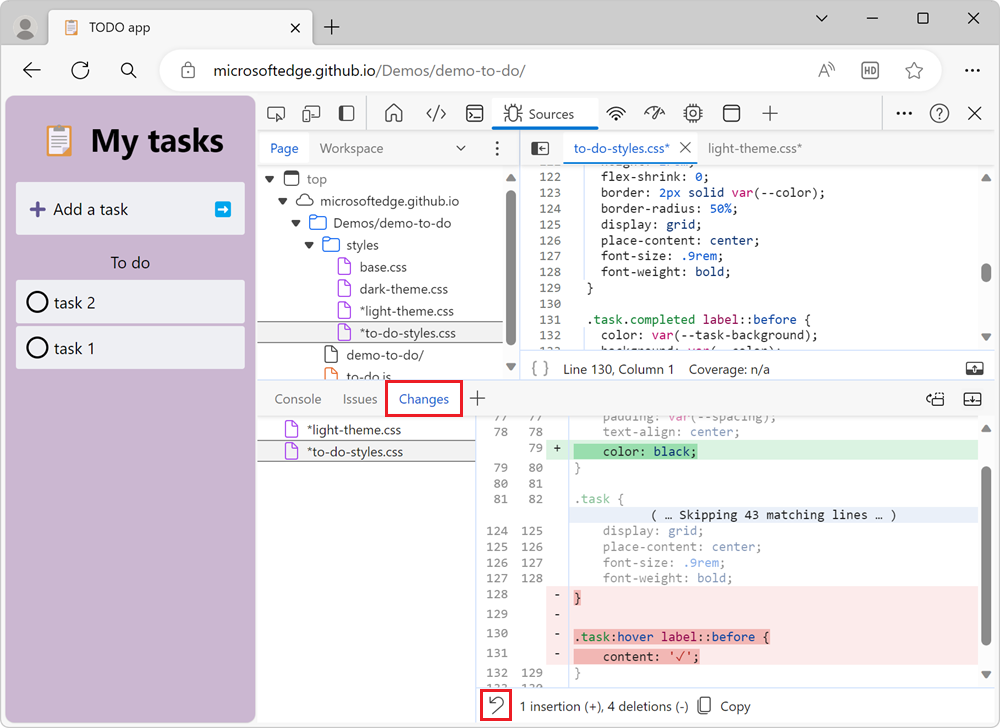 TODO app
microsoftedge.github.io/Demos/demo-to-do/
A
HD
My tasks
Add a task
To do
task 2
task 1
Sources
Page
Workspace
to-do-styles.css*
light-theme.css*
top
microsoftedge.github.io
Demos/demo-to-do
styles
base.css
dark-theme.css
*light-theme.css
*to-do-styles.css
demo-to-do/
to-do.js
122 flex-shrink: 0;
123 border: 2px solid var(--color);
124 border-radius: 50%;
125 display: grid;
126 place-content: center;
127 font-size: .9rem;
128 font-weight: bold;
129 }
130
131 .task.completed label::before {
132 color: var(--task-background);
background: var(--color);
{ } Line 130, Column 1 Coverage: n/a
Console
Issues
Changes
*light-theme.css
*to-do-styles.css
77 77 padding: var(--spacing);
78 78 text-align: center;
79 + color: black;
79 80 }
80 81
81 82 .task {
( … Skipping 43 matching lines … )
124 125 display: grid;
125 126 place-content: center;
126 127 font-size: .9rem;
127 128 font-weight: bold;
128 - }
129 -
130 - .task:hover label::before {
131 - content: '✓';
132 129 }
133 130
1 insertion (+), 4 deletions (-)
Copy